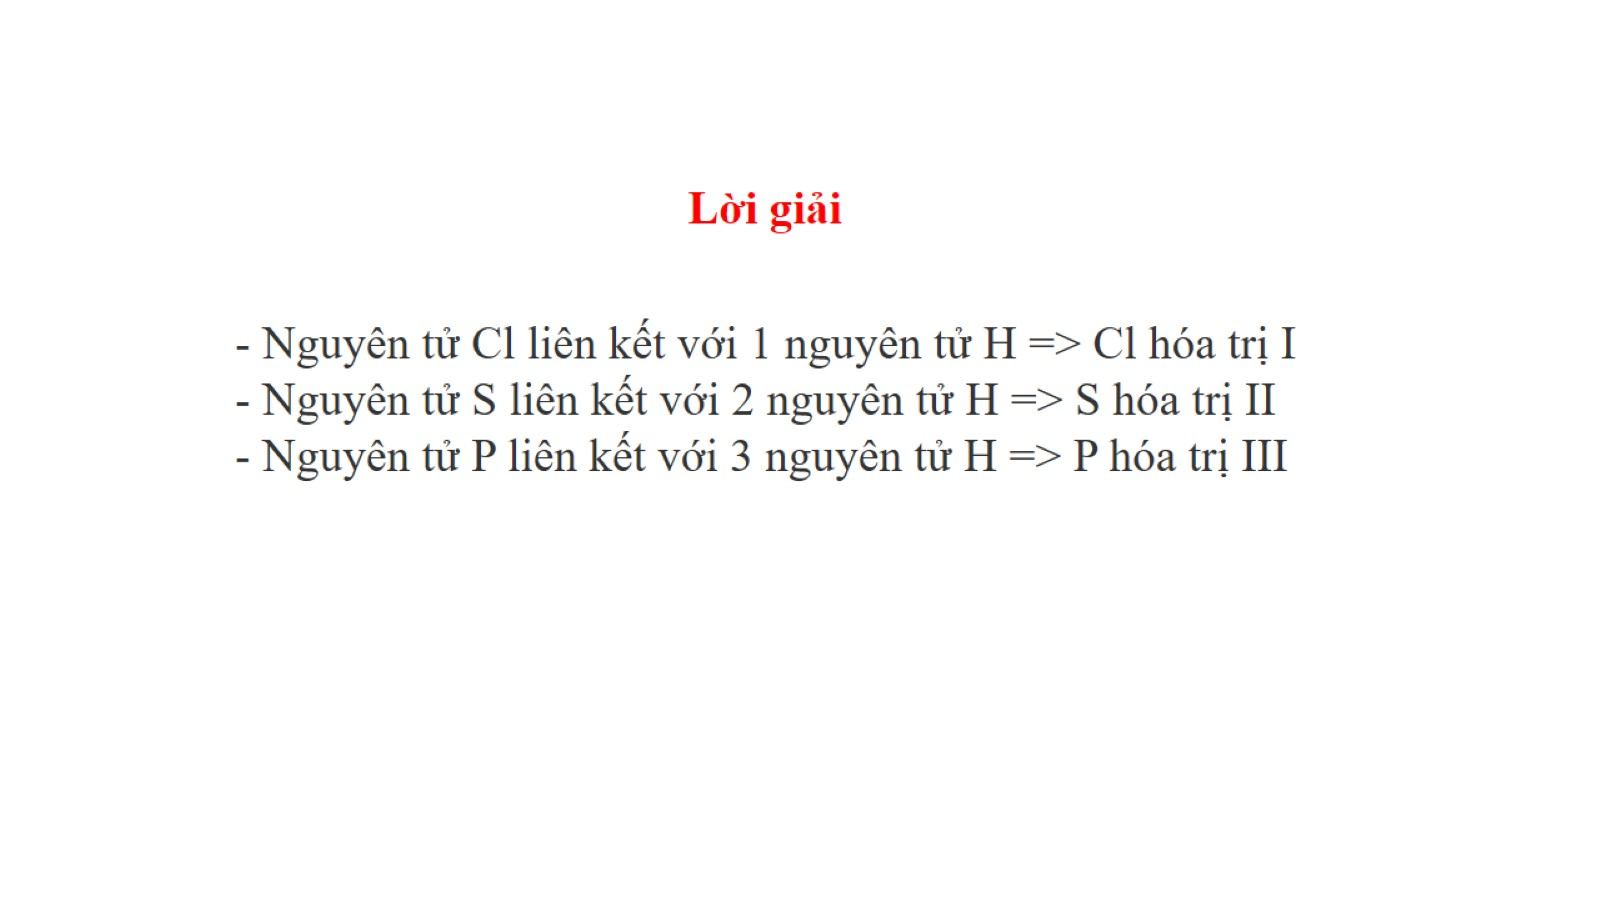 Lời giải
- Nguyên tử Cl liên kết với 1 nguyên tử H => Cl hóa trị I
- Nguyên tử S liên kết với 2 nguyên tử H => S hóa trị II
- Nguyên tử P liên kết với 3 nguyên tử H => P hóa trị III